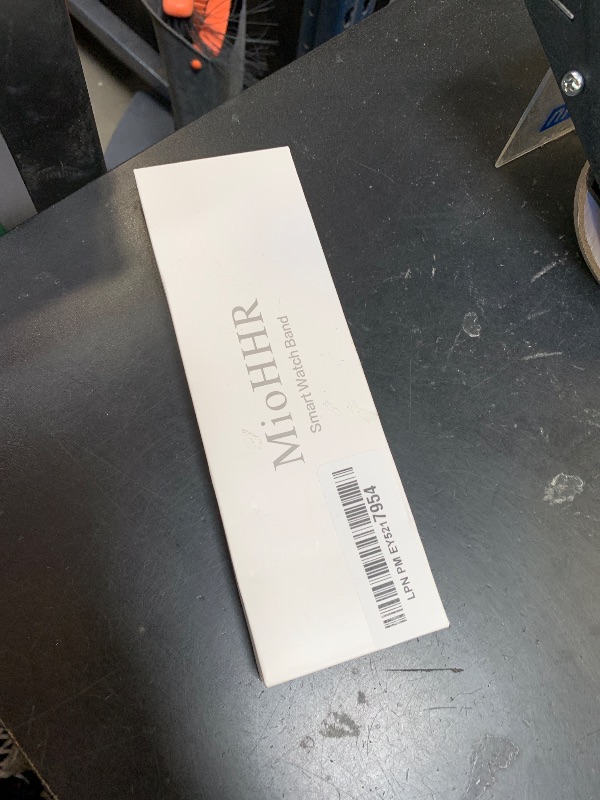 MioHHR
Smart Watch Band
LPN PM EY5217954